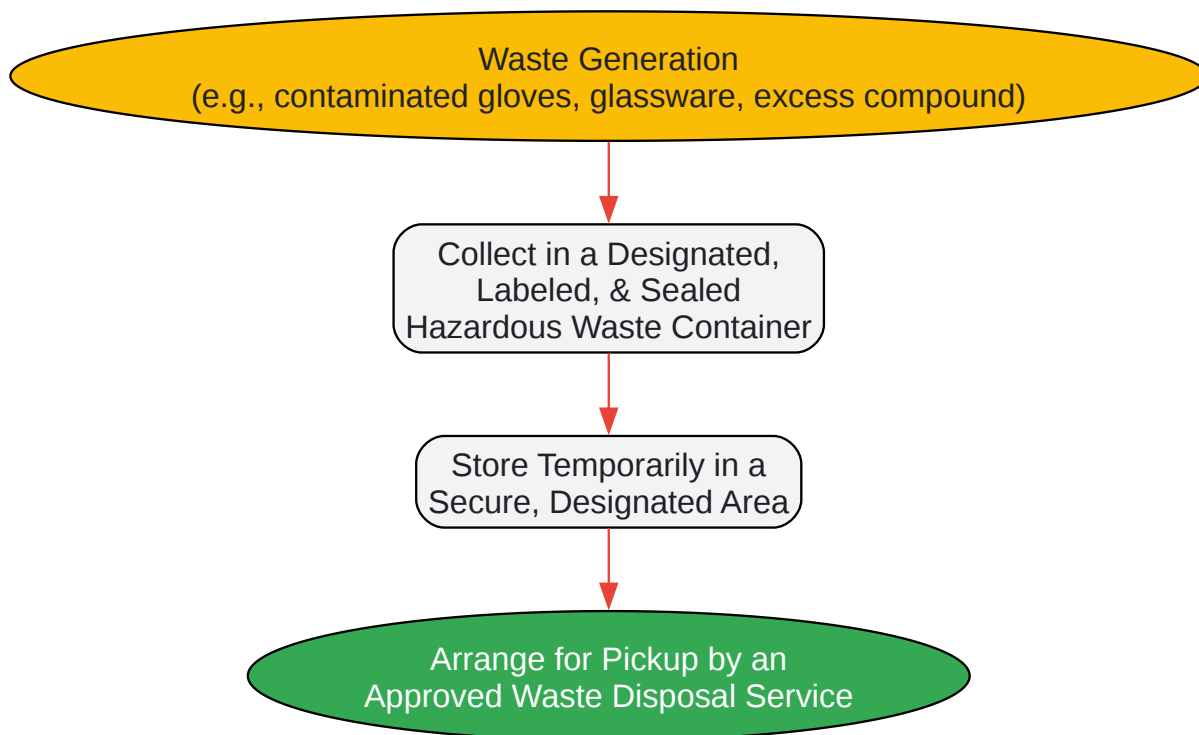 Waste Generation
(e.g., contaminated gloves, glassware, excess compound)
Collect in a Designated,
Labeled, & Sealed
Hazardous Waste Container
Store Temporarily in a
Secure, Designated Area
Arrange for Pickup by an
Approved Waste Disposal Service